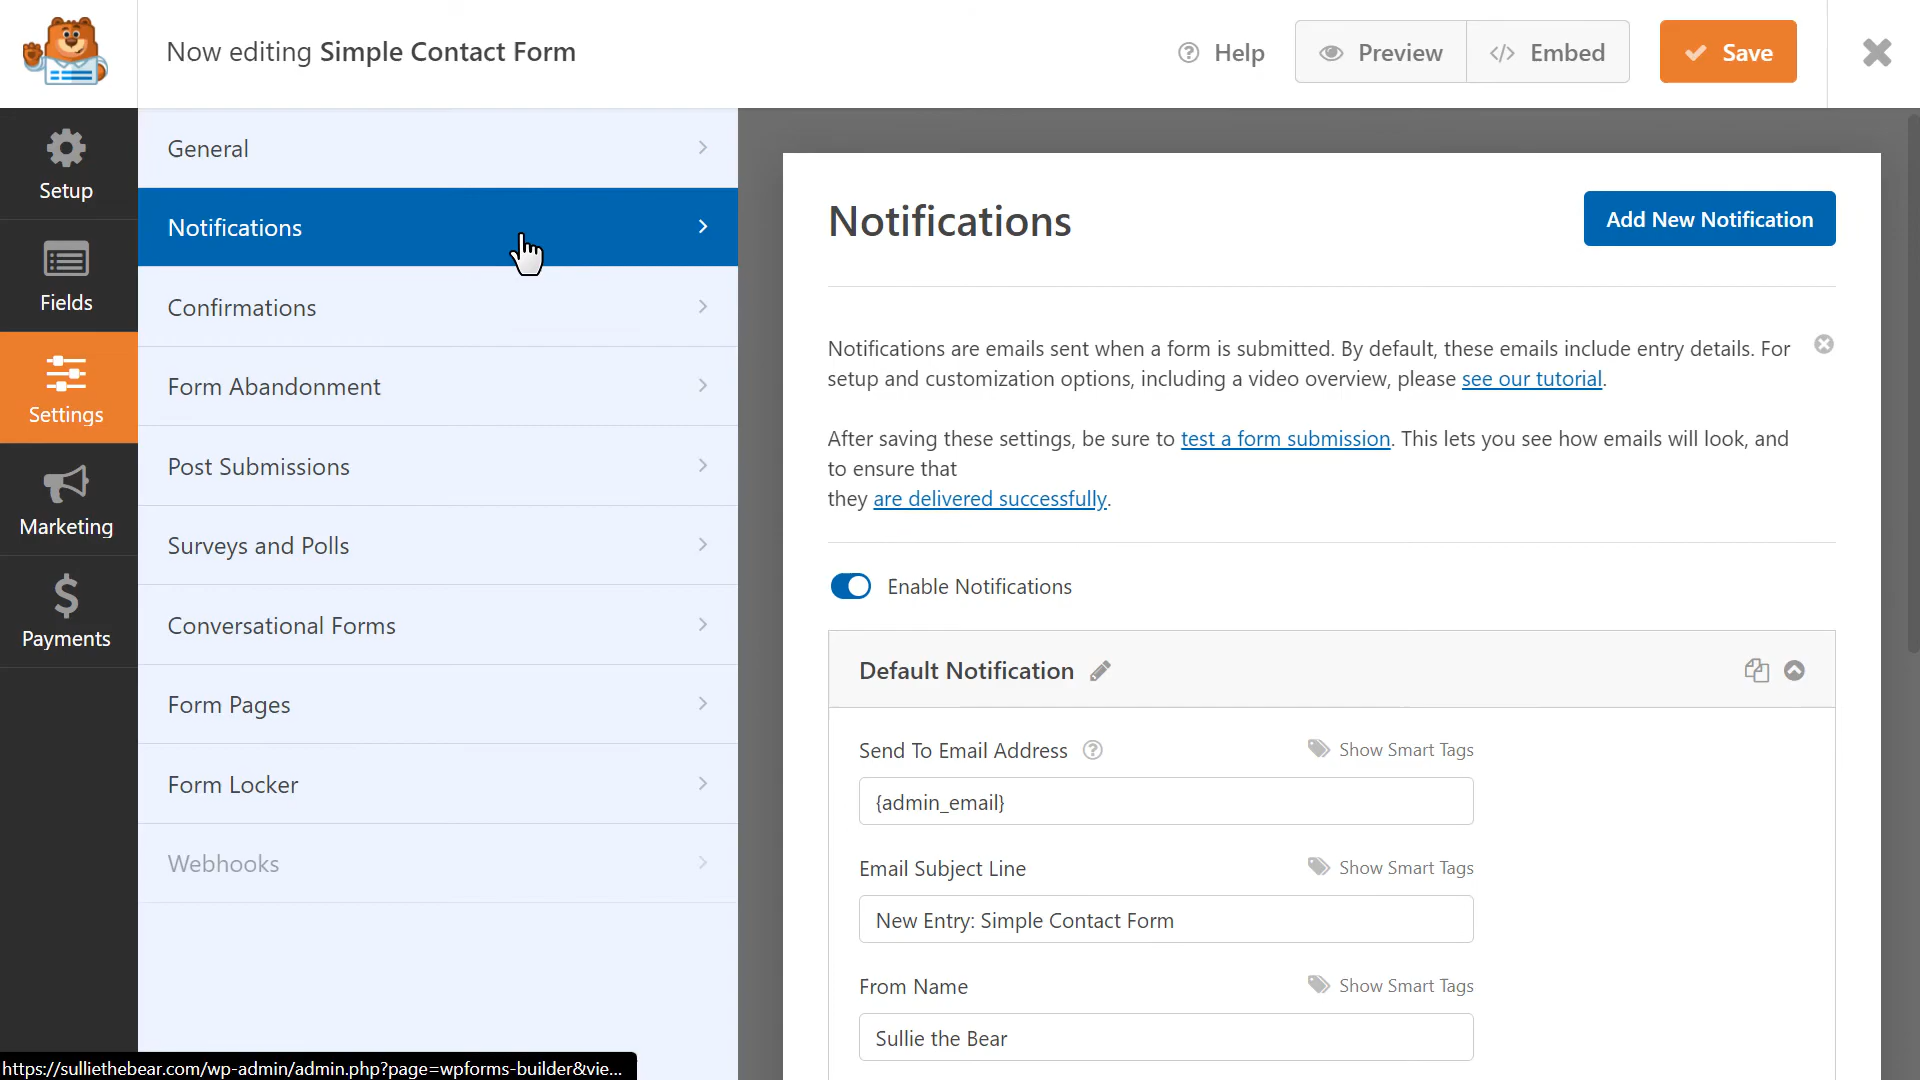 Now editing Simple Contact Form
Help
Preview
Embed
Save
Setup
Fields
Settings
Marketing
Payments
General
Notifications
Confirmations
Form Abandonment
Post Submissions
Surveys and Polls
Conversational Forms
Form Pages
Form Locker
Webhooks
Notifications
Add New Notification
Notifications are emails sent when a form is submitted. By default, these emails include entry details. For
setup and customization options, including a video overview, please see our tutorial.
After saving these settings, be sure to test a form submission. This lets you see how emails will look, and
to ensure that
they are delivered successfully.
Enable Notifications
Default Notification
Send To Email Address
Show Smart Tags
{admin_email}
Email Subject Line
Show Smart Tags
New Entry: Simple Contact Form
From Name
Show Smart Tags
Sullie the Bear
https://sulliethebear.com/wp-admin/admin.php?page=wpforms-builder&vie...